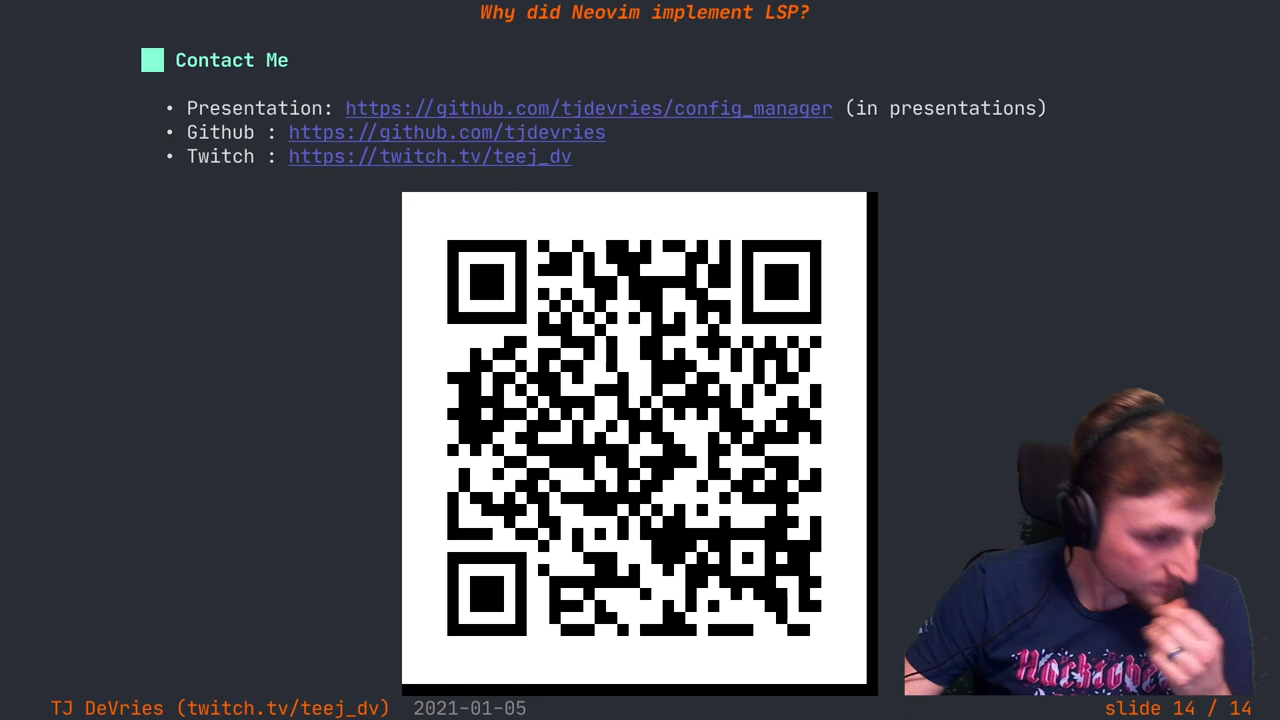 Why did Neovim implement LSP?
Contact Me
• Presentation: https://github.com/tjdevries/config_manager (in presentations)
• Github : https://github.com/tjdevries
• Twitch : https://twitch.tv/teej_dv
TJ DeVries (twitch.tv/teej_dv) 2021-01-05 slide 14 / 14